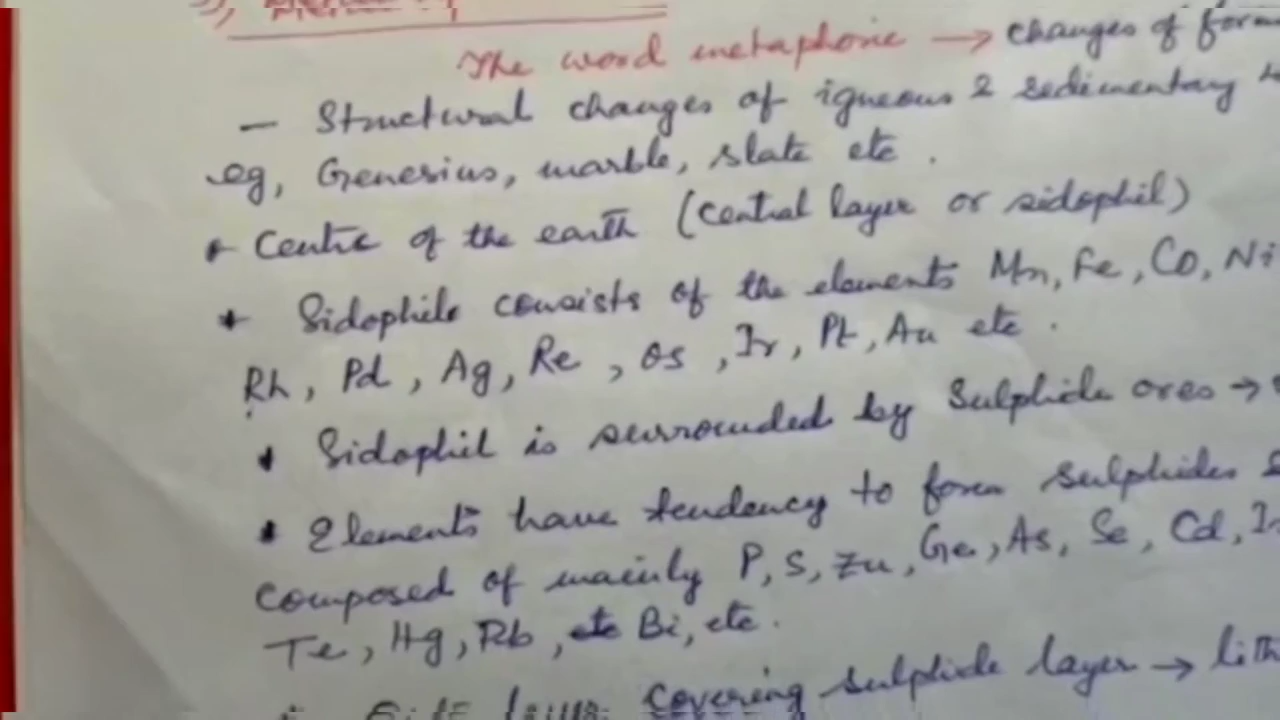 The word metaphoric → changes of form
— Structural changes of igneous & sedimentary
eg, Genesius, marble, slate etc.
* Centre of the earth (central layer or sidophil)
* Sidophile consists of the elements Mn, Fe, Co, Ni
Rh, Pd, Ag, Re, Os, Ir, Pt, Au etc.
* Sidophil is surrounded by Sulphide ores →
* Elements have tendency to form sulphides &
composed of mainly P, S, Zn, Ge, As, Se, Cd, In
Te, Hg, Pb, Bi, etc.
layer covering sulphide layer → lith